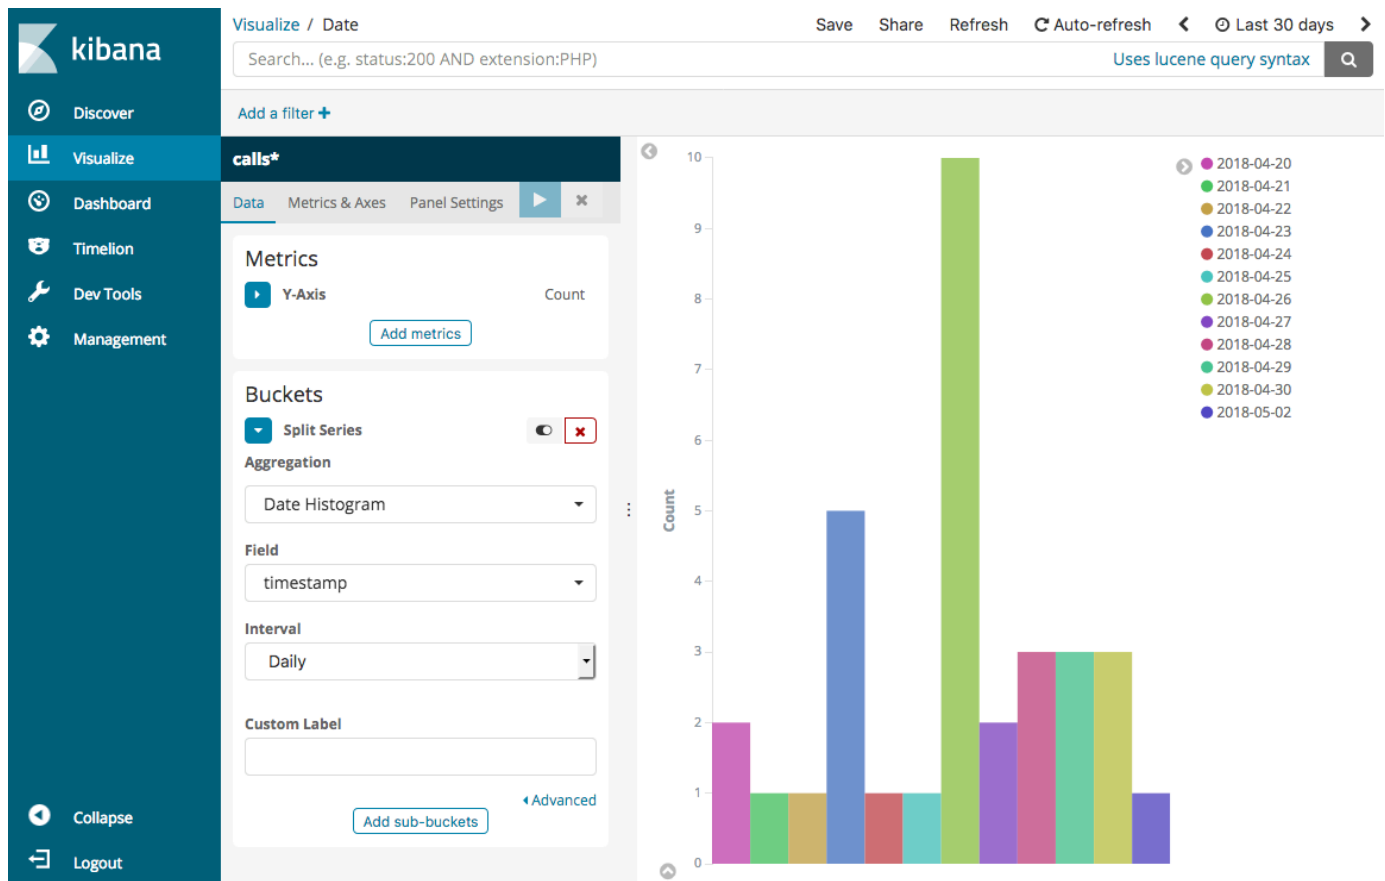 kibana
Discover
Visualize
Dashboard
Timelion
Dev Tools
Management
Collapse
Logout
Visualize / Date
Save Share Refresh Auto-refresh Last 30 days
Search... (e.g. status:200 AND extension:PHP) Uses lucene query syntax
Add a filter
calls*
Data Metrics & Axes Panel Settings
Metrics
Y-Axis Count
Add metrics
Buckets
Split Series
Aggregation
Date Histogram
Field
timestamp
Interval
Daily
Custom Label
Advanced
Add sub-buckets
Count
10
9
8
7
6
5
4
3
2
1
0
2018-04-20
2018-04-21
2018-04-22
2018-04-23
2018-04-24
2018-04-25
2018-04-26
2018-04-27
2018-04-28
2018-04-29
2018-04-30
2018-05-02